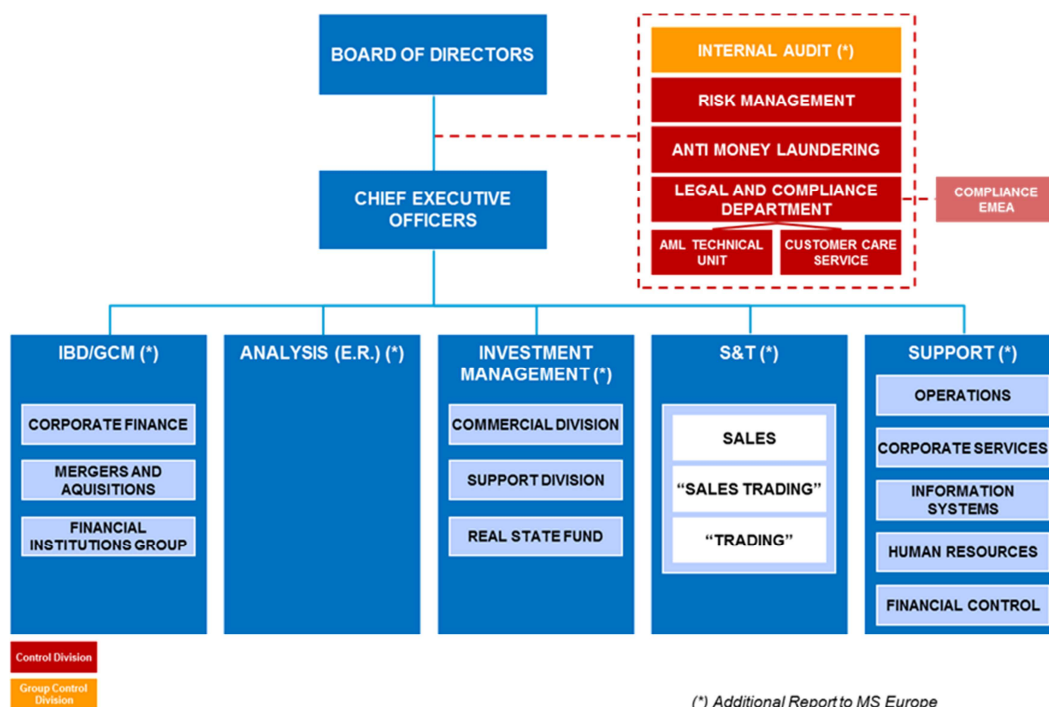 BOARD OF DIRECTORS
INTERNAL AUDIT (*)
RISK MANAGEMENT
ANTI MONEY LAUNDERING
CHIEF EXECUTIVE
OFFICERS
LEGAL AND COMPLIANCE
DEPARTMENT
COMPLIANCE
EMEA
AML TECHNICAL
UNIT
CUSTOMER CARE
SERVICE
IBD/GCM (*)
CORPORATE FINANCE
MERGERS AND
AQUISITIONS
FINANCIAL
INSTITUTIONS GROUP
ANALYSIS (E.R.) (*)
INVESTMENT
MANAGEMENT (*)
COMMERCIAL DIVISION
SUPPORT DIVISION
REAL STATE FUND
S&T (*)
SALES
“SALES TRADING”
“TRADING”
SUPPORT (*)
OPERATIONS
CORPORATE SERVICES
INFORMATION
SYSTEMS
HUMAN RESOURCES
FINANCIAL CONTROL
Control Division
Group Control
Division
(*) Additional Report to MS Europe